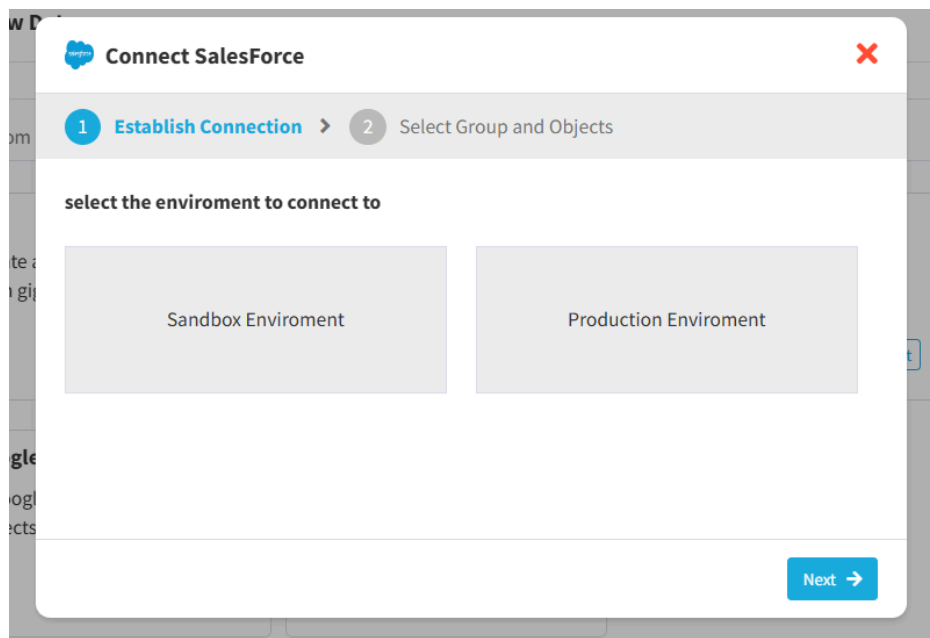 Connect SalesForce
1 Establish Connection 2 Select Group and Objects
select the enviroment to connect to
Sandbox Enviroment
Production Enviroment
Next